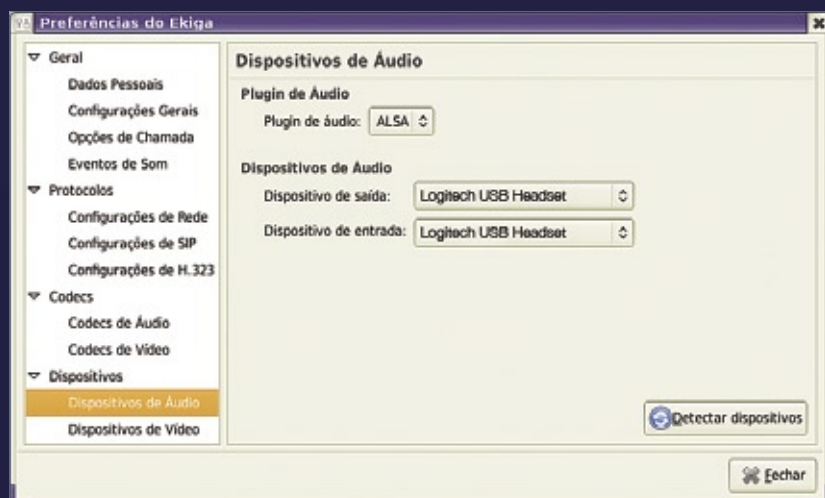 Preferências do Ekiga
Geral
Dados Pessoais
Configurações Gerais
Opções de Chamada
Eventos de Som
Protocolos
Configurações de Rede
Configurações de SIP
Configurações de H.323
Codecs
Codecs de Áudio
Codecs de Vídeo
Dispositivos
Dispositivos de Áudio
Dispositivos de Vídeo
Dispositivos de Áudio
Plugin de Áudio
Plugin de áudio: ALSA
Dispositivos de Áudio
Dispositivo de saída: Logitech USB Headset
Dispositivo de entrada: Logitech USB Headset
Detectar dispositivos
Fechar